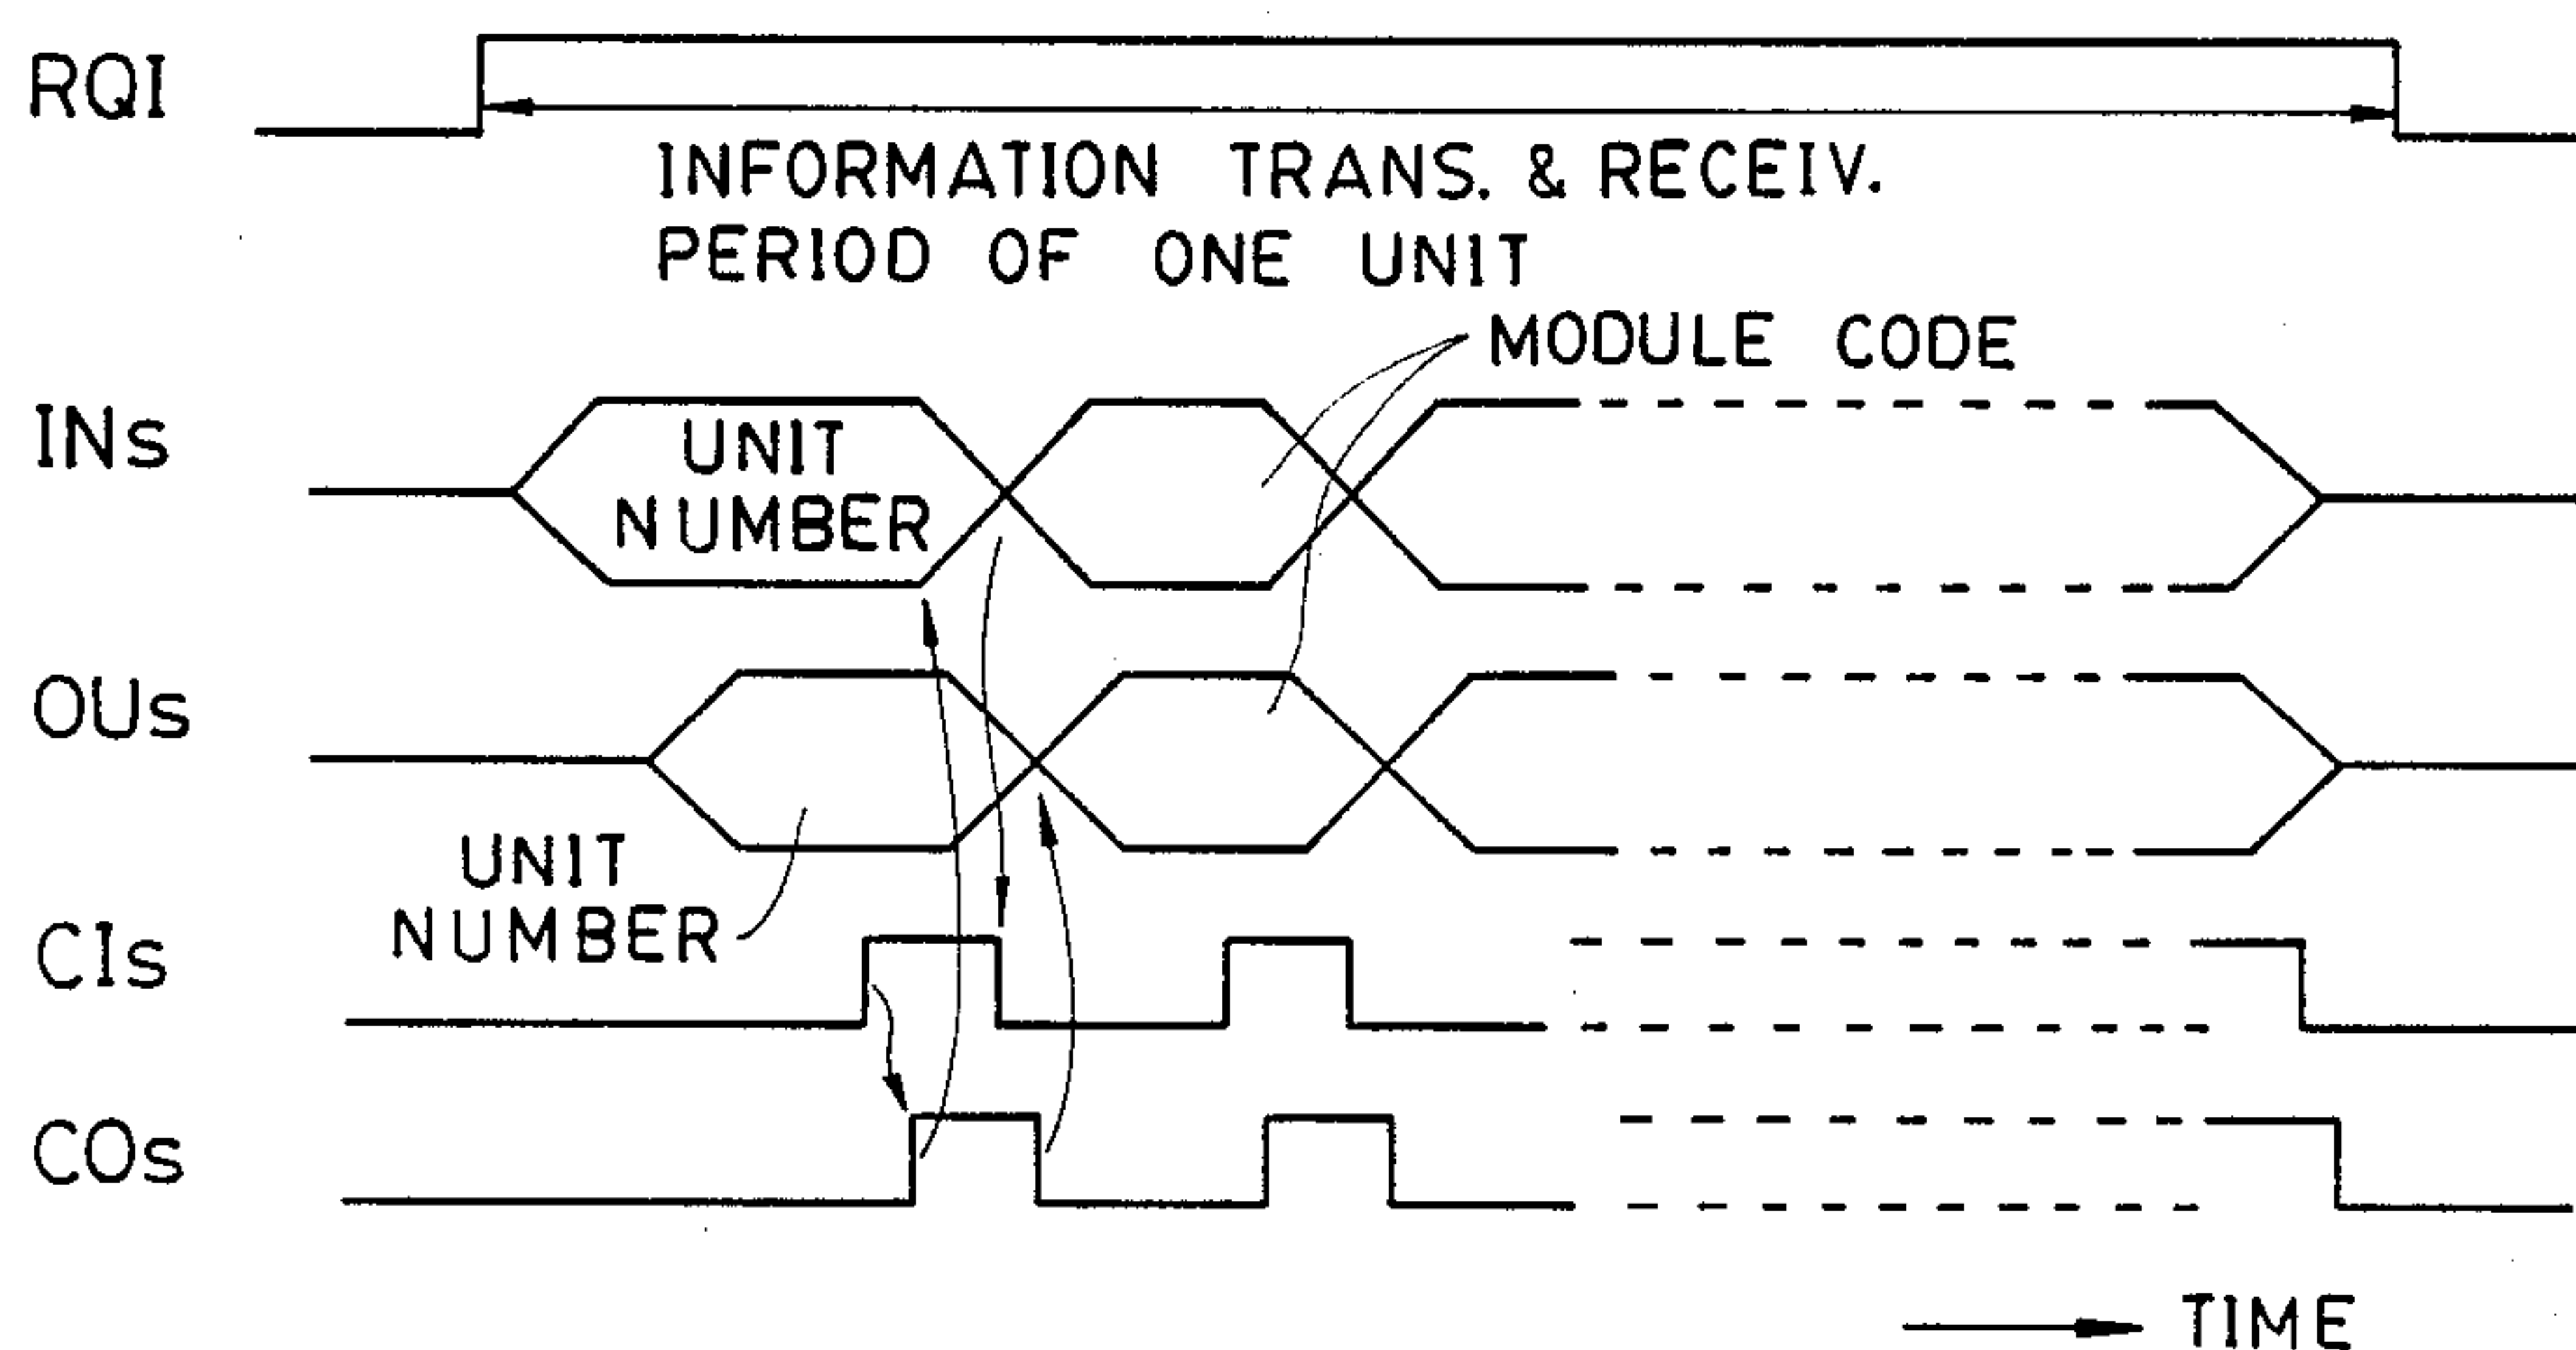 RQI
INFORMATION TRANS. & RECEIV.
PERIOD OF ONE UNIT
MODULE CODE
INs
UNIT
NUMBER
OUs
UNIT
NUMBER
CIs
COs
TIME